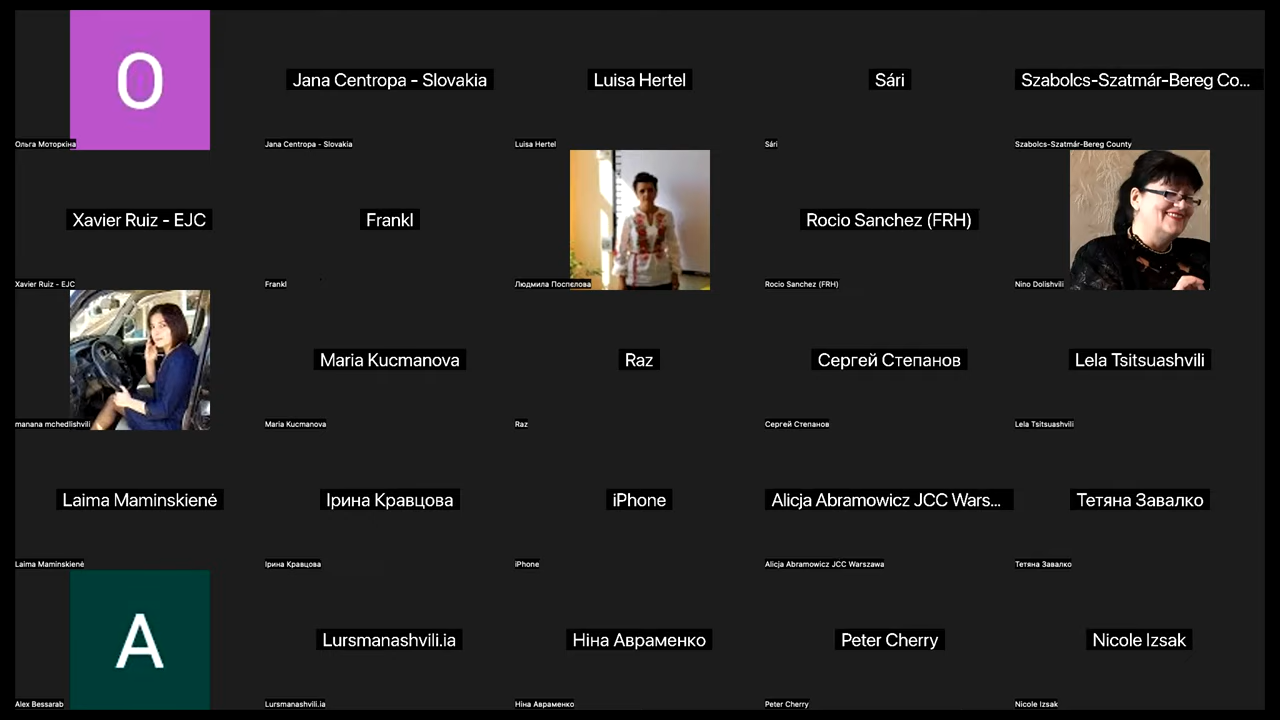 O
Jana Centropa - Slovakia
Luisa Hertel
Sári
Szabolcs-Szatmár-Bereg Co...
Ольга Моторкіна
Jana Centropa - Slovakia
Luisa Hertel
Sári
Szabolcs-Szatmár-Bereg County
Xavier Ruiz - EJC
Frankl
Rocio Sanchez (FRH)
Xavier Ruiz - EJC
Frankl
Людмила Поспєлова
Rocio Sanchez (FRH)
Nino Dolishvili
Maria Kucmanova
Raz
Сергей Степанов
Lela Tsitsuashvili
manana mchedlishvili
Maria Kucmanova
Raz
Сергей Степанов
Lela Tsitsuashvili
Laima Maminskienė
Ірина Кравцова
iPhone
Alicja Abramowicz JCC Wars...
Тетяна Завалко
Laima Maminskienė
Ірина Кравцова
iPhone
Alicja Abramowicz JCC Warszawa
Тетяна Завалко
A
Lursmanashvili.ia
Ніна Авраменко
Peter Cherry
Nicole Izsak
Alex Bessarab
Lursmanashvili.ia
Ніна Авраменко
Peter Cherry
Nicole Izsak